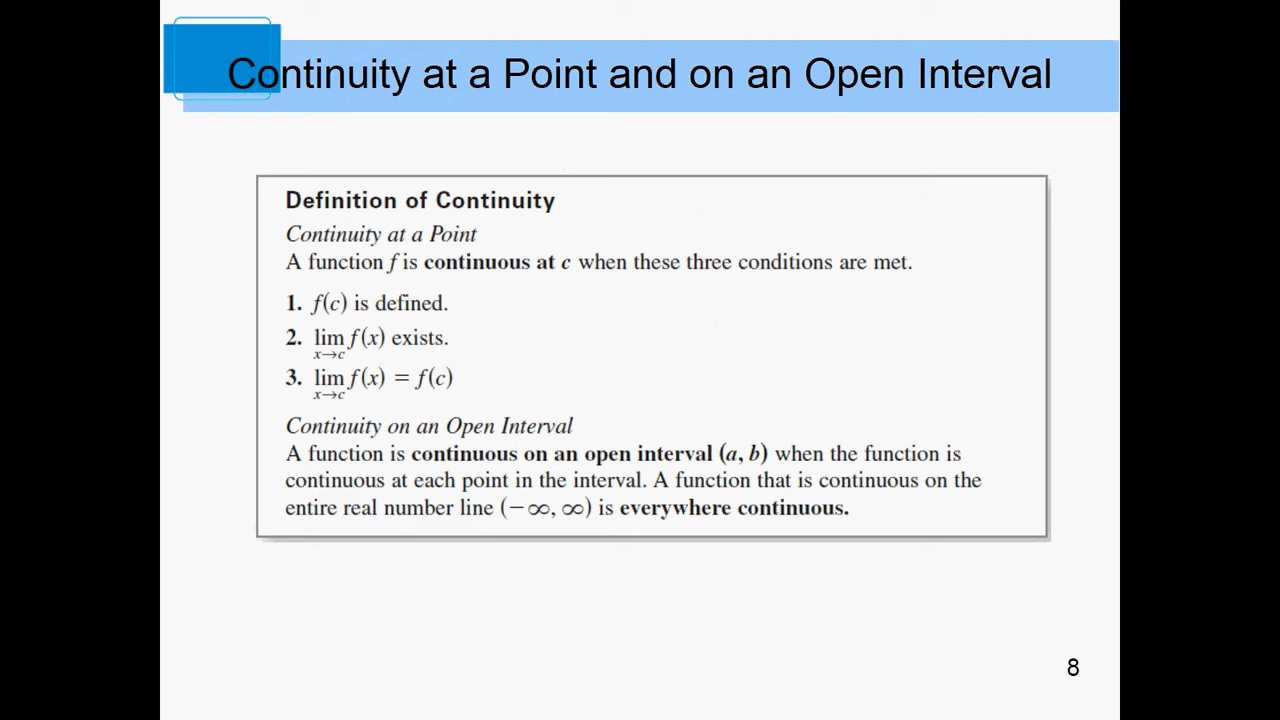 Continuity at a Point and on an Open Interval
Definition of Continuity
Continuity at a Point
A function f is continuous at c when these three conditions are met.
1. f(c) is defined.
2. lim f(x) exists.
x→c
3. lim f(x) = f(c)
x→c
Continuity on an Open Interval
A function is continuous on an open interval (a, b) when the function is
continuous at each point in the interval. A function that is continuous on the
entire real number line (−∞, ∞) is everywhere continuous.
8